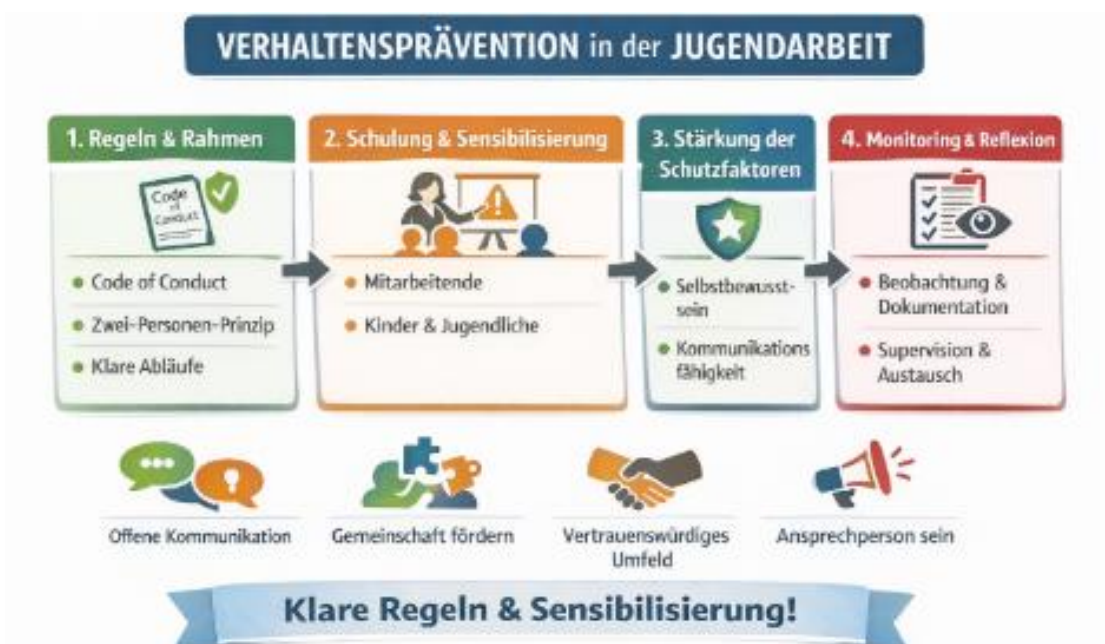 VERHALTENSPRÄVENTION in der JUGENDARBEIT
1. Regeln & Rahmen
Code
of
Conduct
Code of Conduct
Zwei-Personen-Prinzip
Klare Abläufe
2. Schulung & Sensibilisierung
Mitarbeitende
Kinder & Jugendliche
3. Stärkung der
Schutzfaktoren
Selbstbewusst-
sein
Kommunikations
fähigkeit
4. Monitoring & Reflexion
Beobachtung &
Dokumentation
Supervision &
Austausch
Offene Kommunikation
Gemeinschaft fördern
Vertrauenswürdiges
Umfeld
Ansprechperson sein
Klare Regeln & Sensibilisierung!